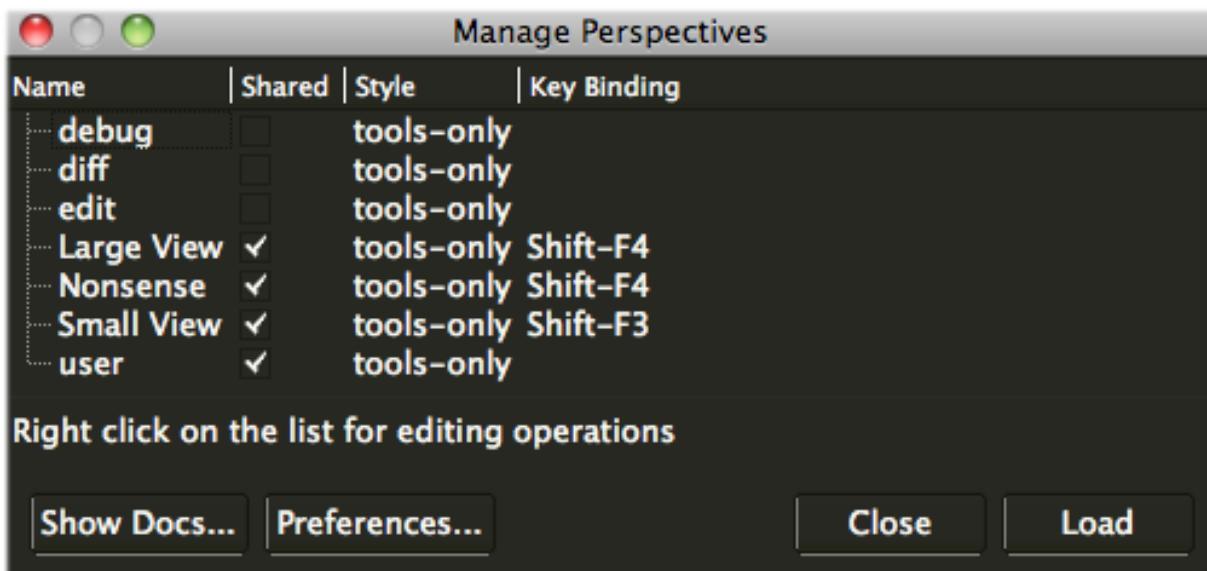 Manage Perspectives
Name Shared Style Key Binding
debug tools-only
diff tools-only
edit tools-only
Large View tools-only Shift-F4
Nonsense tools-only Shift-F4
Small View tools-only Shift-F3
user tools-only
Right click on the list for editing operations
Show Docs... Preferences... Close Load